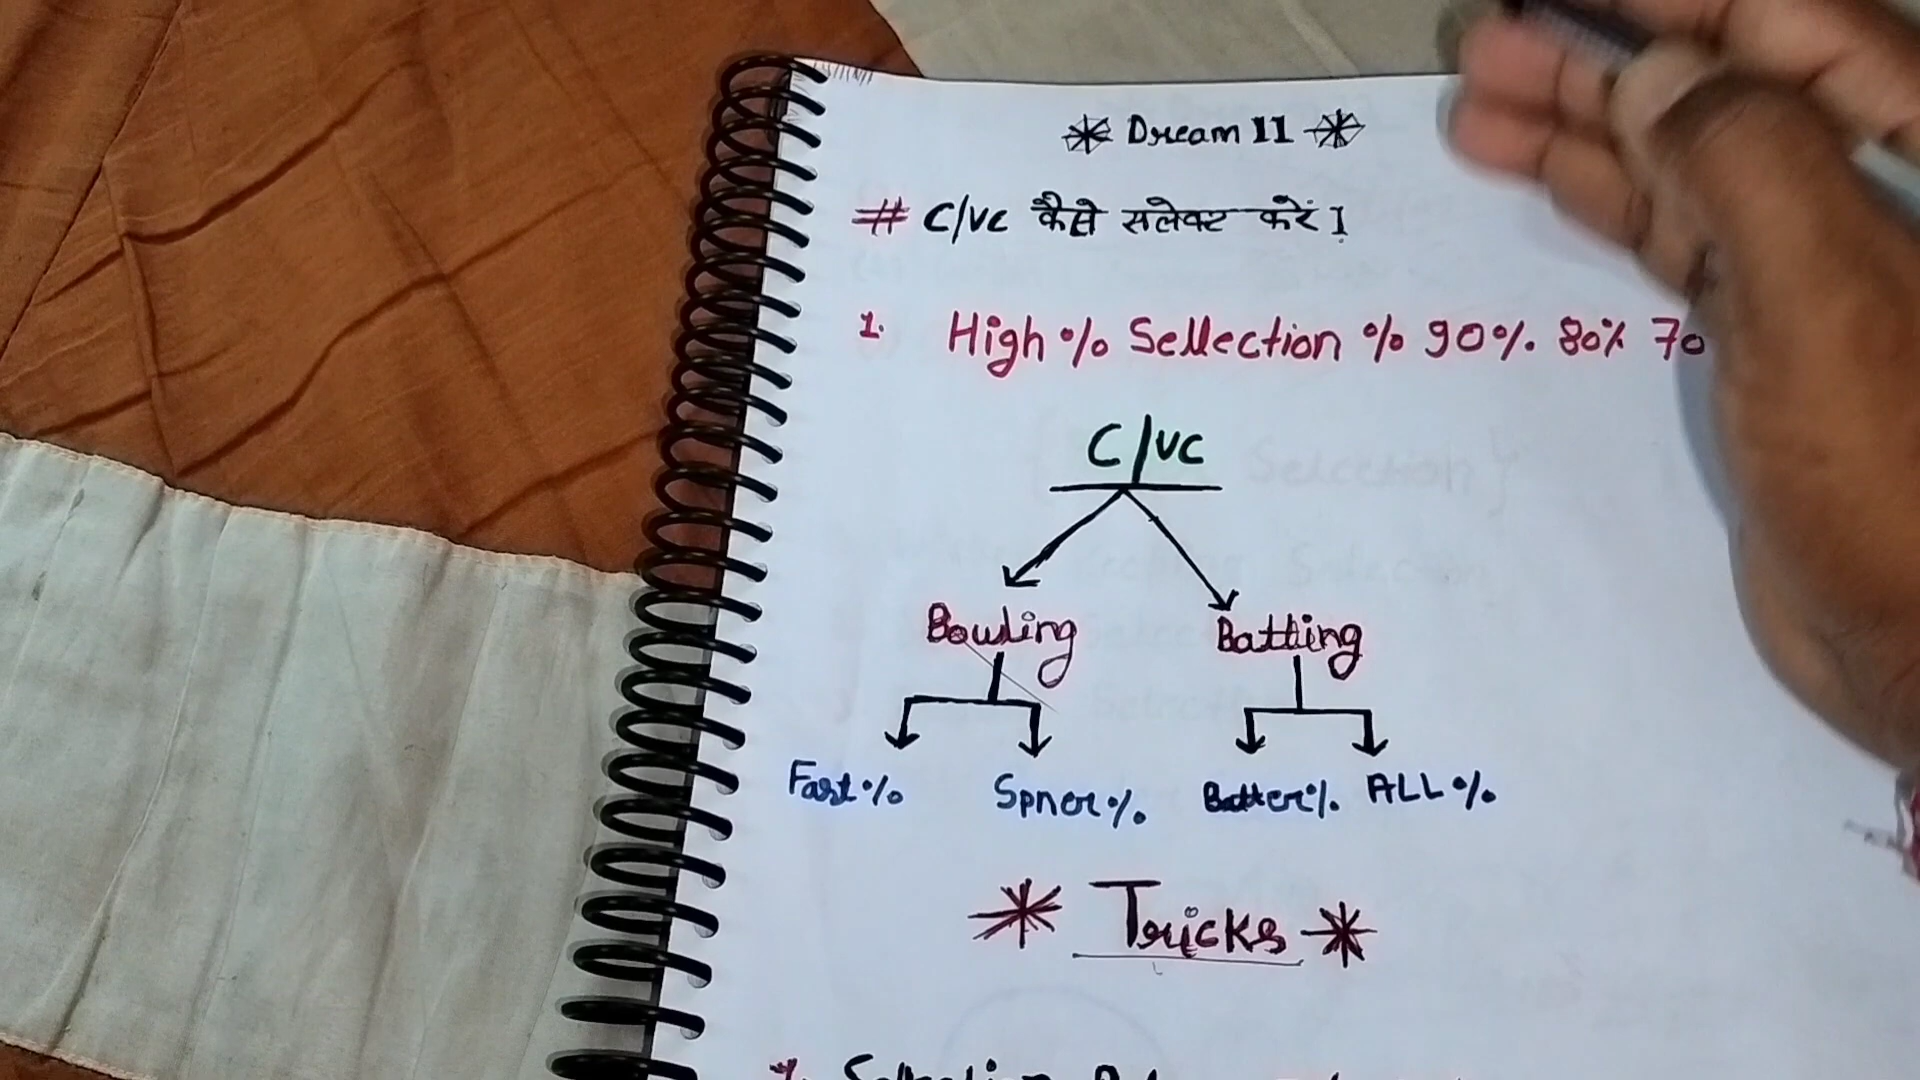 Dream 11
# C/VC कैसे सलेक्ट करें I
1. High % Sellection % 90% 80% 70
C/VC
Bowling Batting
Fast % Spner % Batter % ALL %
Tricks